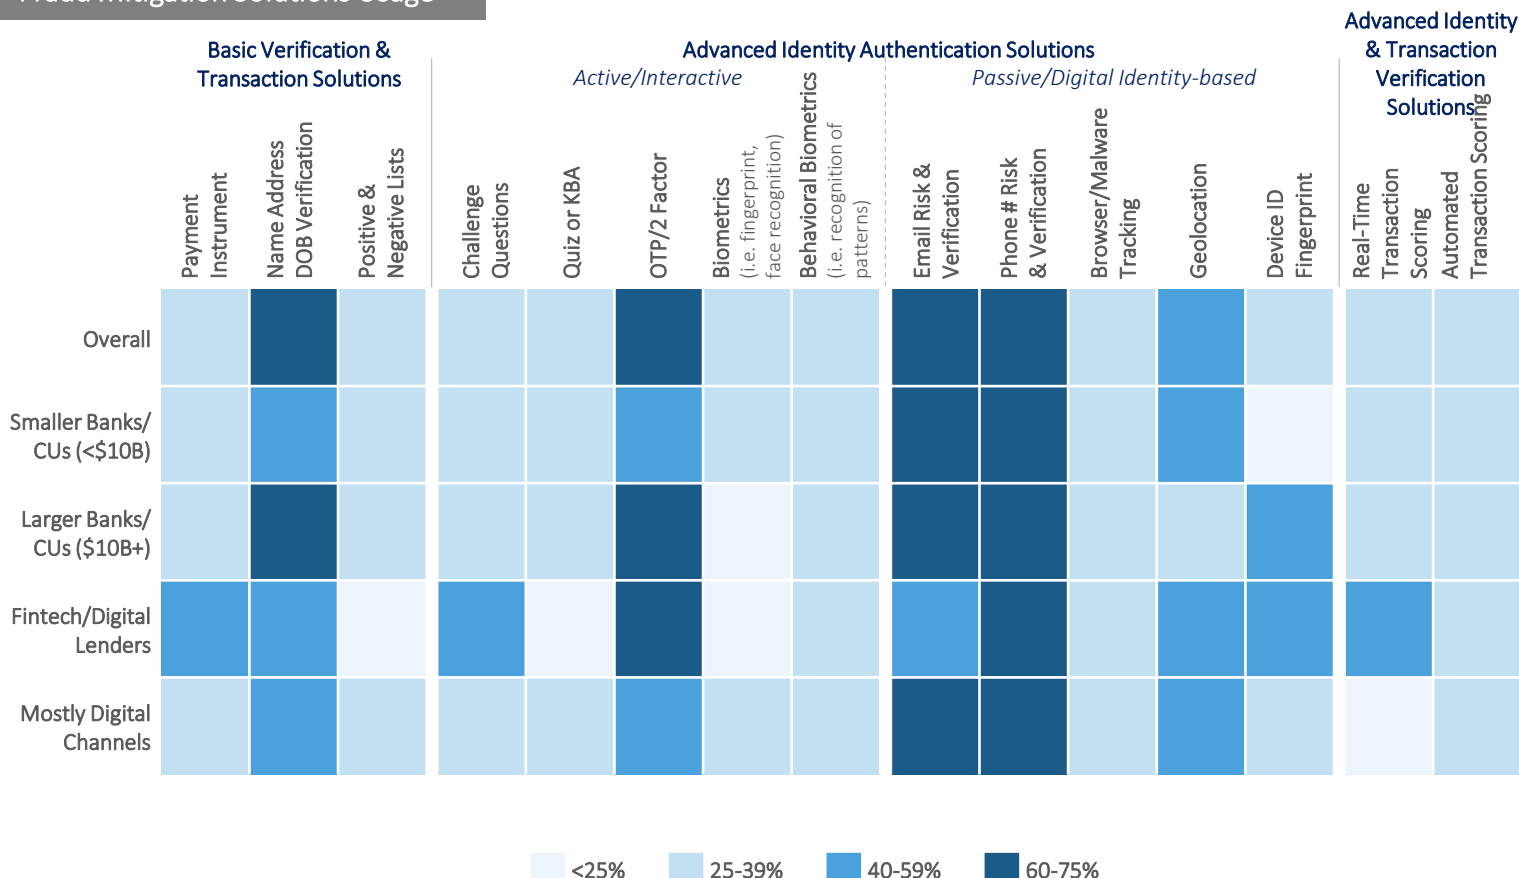 Fraud Mitigation Solutions Usage
Basic Verification &
Transaction Solutions
Advanced Identity Authentication Solutions
Active/Interactive
Passive/Digital Identity-based
Advanced Identity
& Transaction
Verification
Solutions
Payment
Instrument
Name Address
DOB Verification
Positive &
Negative Lists
Challenge
Questions
Quiz or KBA
OTP/2 Factor
Biometrics
(i.e. fingerprint,
face recognition)
Behavioral Biometrics
(i.e. recognition of
patterns)
Email Risk &
Verification
Phone # Risk
& Verification
Browser/Malware
Tracking
Geolocation
Device ID
Fingerprint
Real-Time
Transaction
Scoring
Automated
Transaction Scoring
Overall
Smaller Banks/
CUs (<$10B)
Larger Banks/
CUs ($10B+)
Fintech/Digital
Lenders
Mostly Digital
Channels
<25%
25-39%
40-59%
60-75%